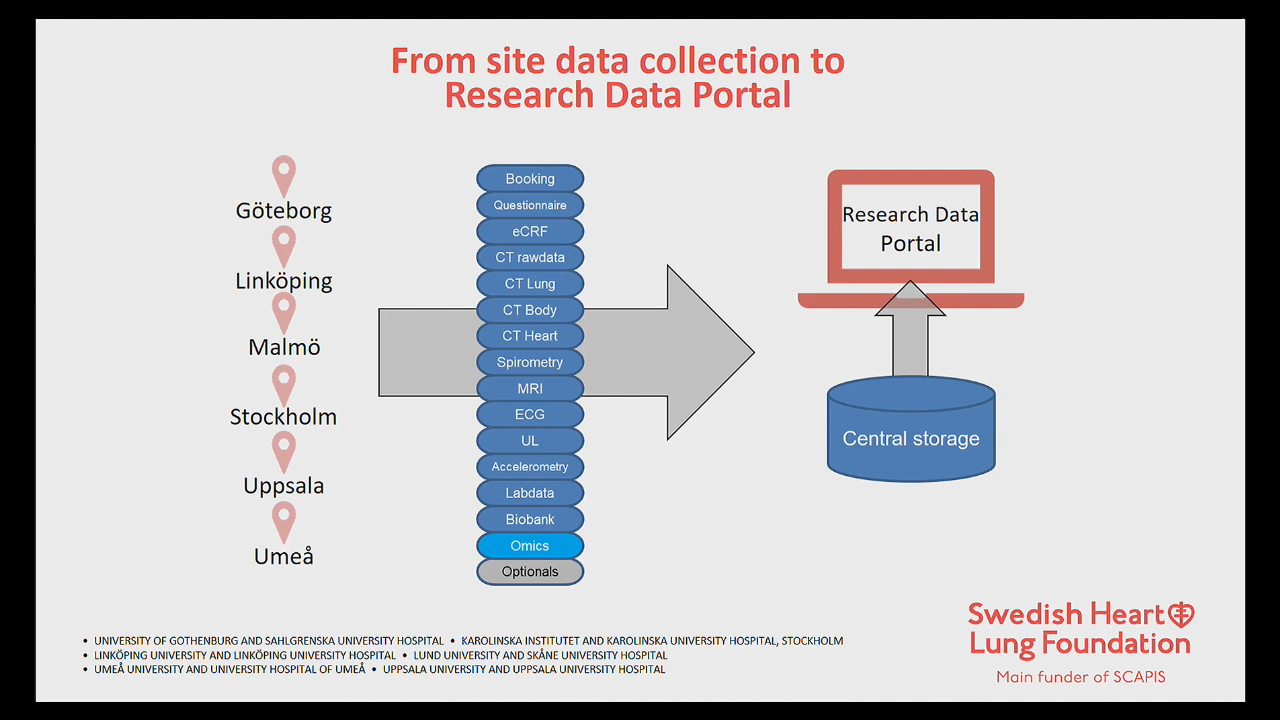 From site data collection to
Research Data Portal
Göteborg
Linköping
Malmö
Stockholm
Uppsala
Umeå
Booking
Questionnaire
eCRF
CT rawdata
CT Lung
CT Body
CT Heart
Spirometry
MRI
ECG
UL
Accelerometry
Labdata
Biobank
Omics
Optionals
Research Data
Portal
Central storage
• UNIVERSITY OF GOTHENBURG AND SAHLGRENSKA UNIVERSITY HOSPITAL • KAROLINSKA INSTITUTET AND KAROLINSKA UNIVERSITY HOSPITAL, STOCKHOLM
• LINKÖPING UNIVERSITY AND LINKÖPING UNIVERSITY HOSPITAL • LUND UNIVERSITY AND SKÅNE UNIVERSITY HOSPITAL
• UMEÅ UNIVERSITY AND UNIVERSITY HOSPITAL OF UMEÅ • UPPSALA UNIVERSITY AND UPPSALA UNIVERSITY HOSPITAL
Swedish Heart
Lung Foundation
Main funder of SCAPIS